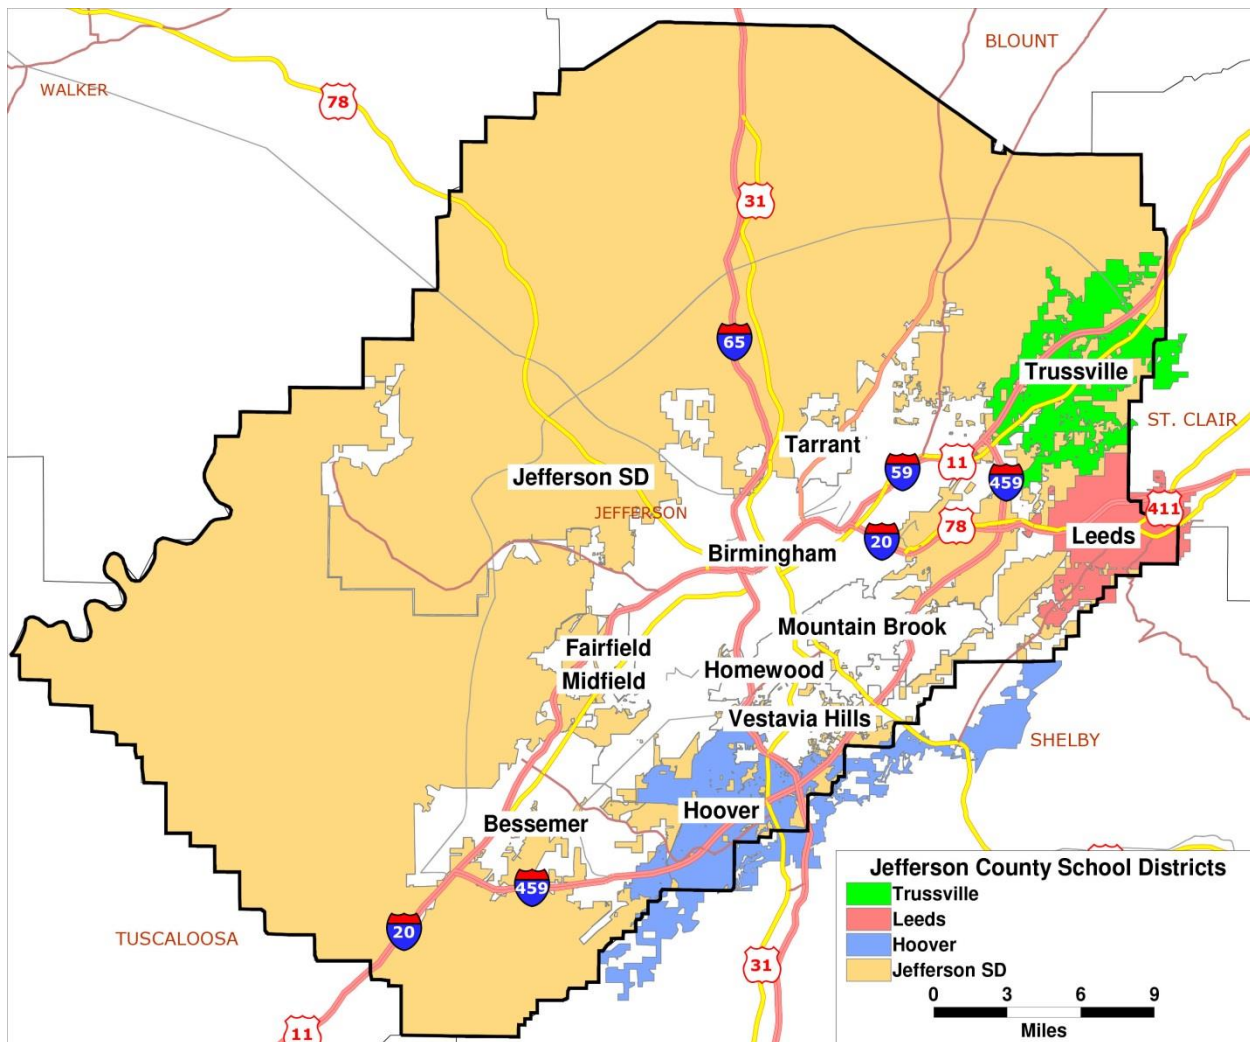 BLOUNT
WALKER
78
31
65
Trussville
ST. CLAIR
Tarrant
59
11
459
Jefferson SD
JEFFERSON
411
78
20
Leeds
Birmingham
Mountain Brook
Fairfield
Homewood
Midfield
Vestavia Hills
SHELBY
Hoover
Bessemer
459
20
TUSCALOOSA
31
11
Jefferson County School Districts
Trussville
Leeds
Hoover
Jefferson SD
0 3 6 9
Miles